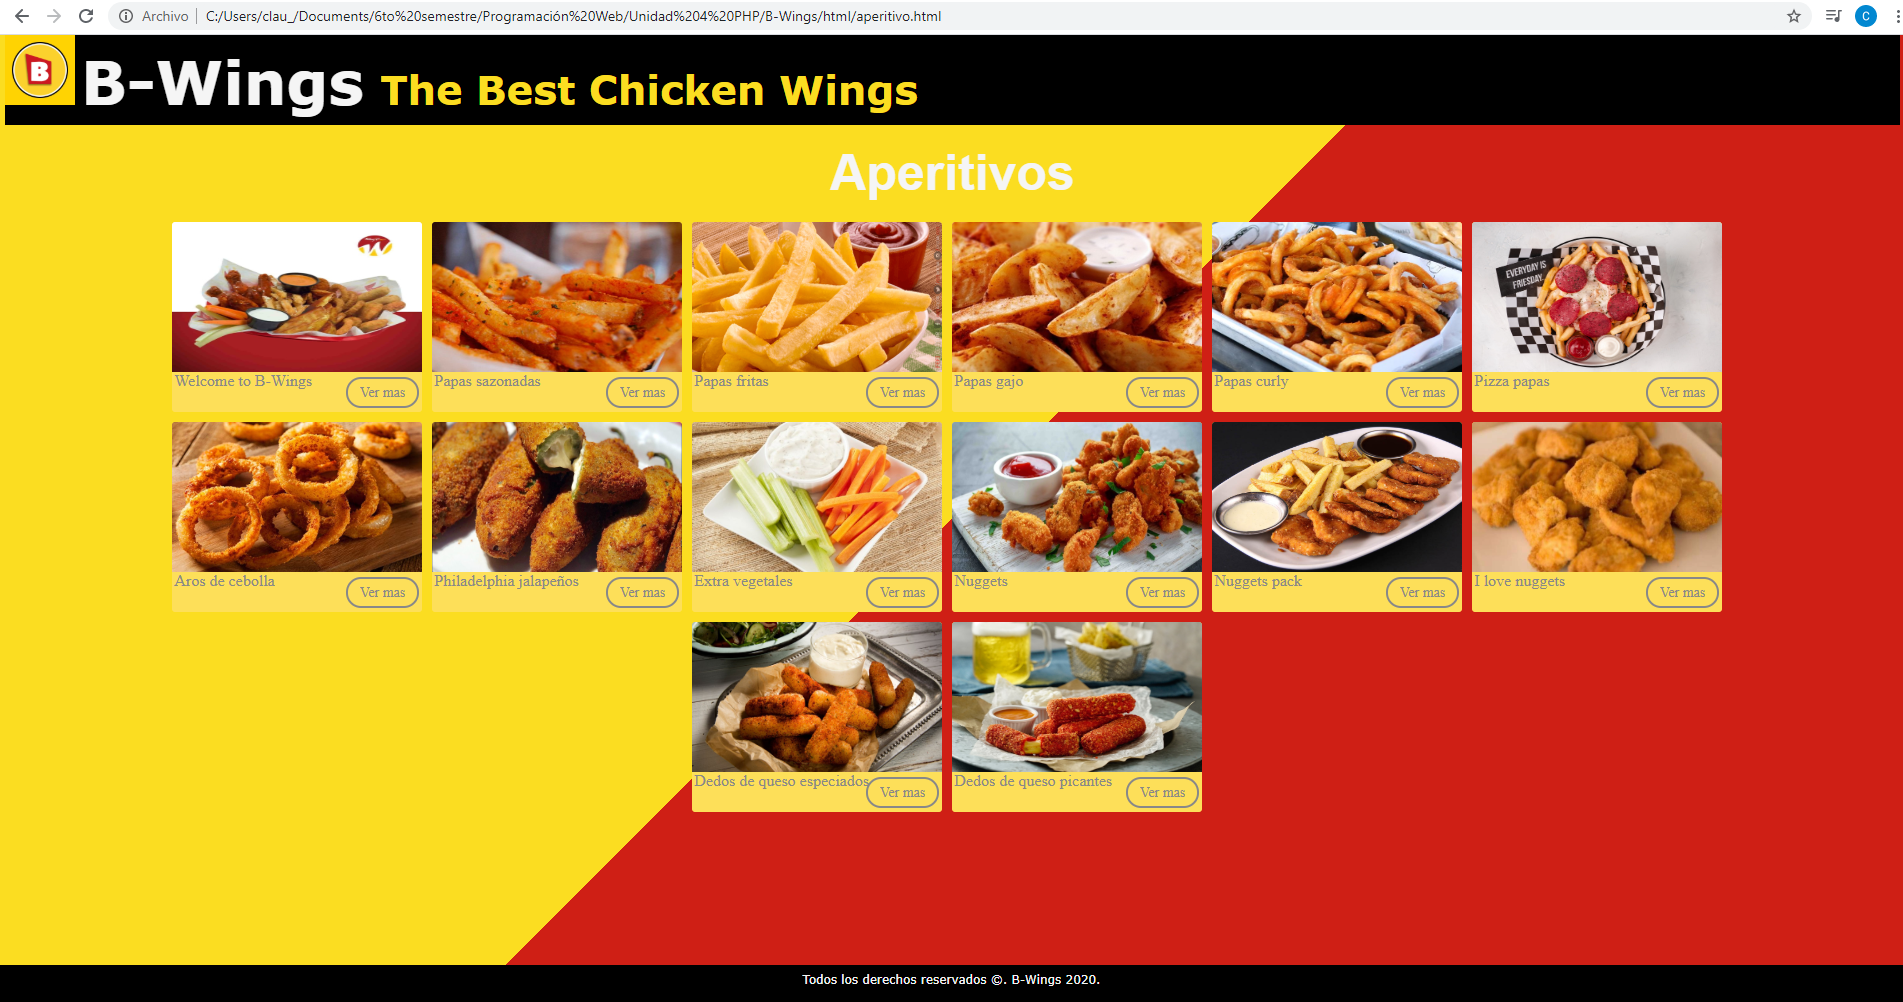 Archivo | C:/Users/clau_/Documents/6to%20semestre/Programación%20Web/Unidad%204%20PHP/B-Wings/html/aperitivo.html
C
B
B-Wings The Best Chicken Wings
Aperitivos
EVERYDAY IS
FRIESDAY.
Welcome to B-Wings
Ver mas
Papas sazonadas
Ver mas
Papas fritas
Ver mas
Papas gajo
Ver mas
Papas curly
Ver mas
Pizza papas
Ver mas
Aros de cebolla
Ver mas
Philadelphia jalapeños
Ver mas
Extra vegetales
Ver mas
Nuggets
Ver mas
Nuggets pack
Ver mas
I love nuggets
Ver mas
Dedos de queso especiados
Ver mas
Dedos de queso picantes
Ver mas
Todos los derechos reservados ©. B-Wings 2020.